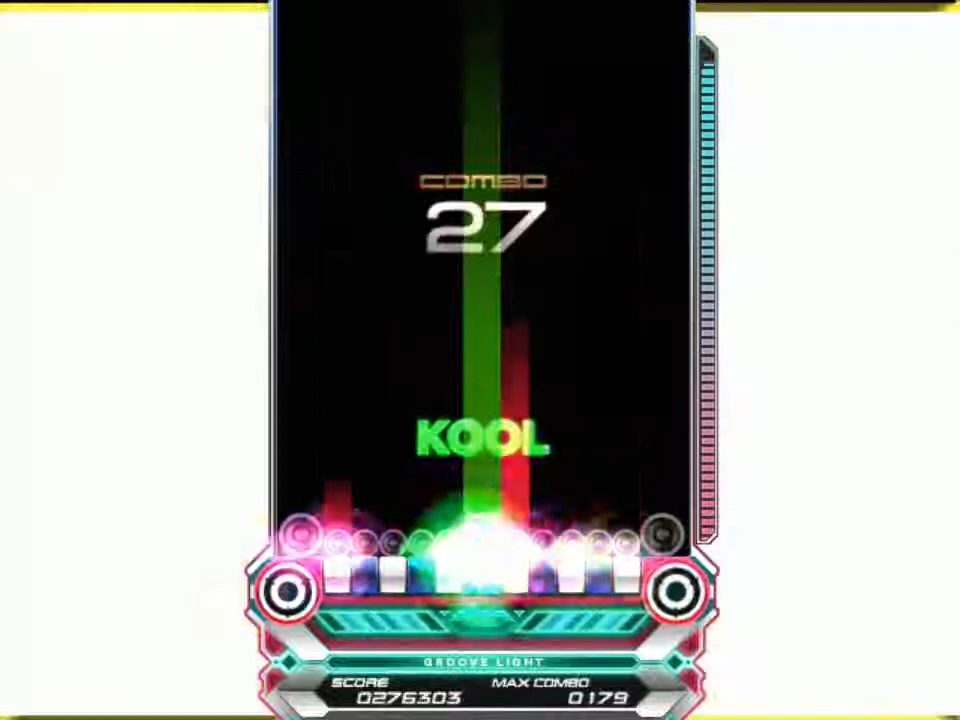 COMBO
27
KOOL
GROOVE LIGHT
SCORE MAX COMBO
0276303 0179